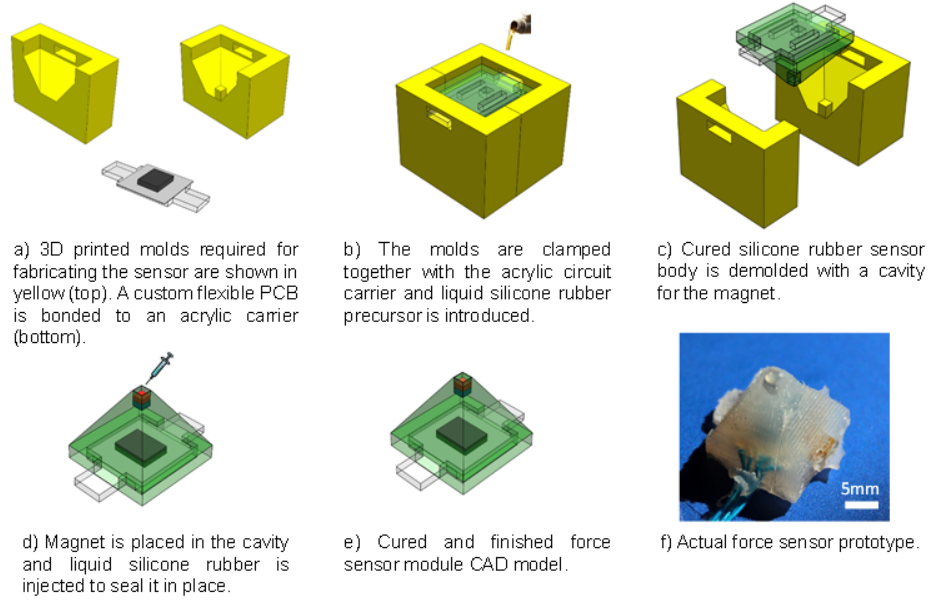 a) 3D printed molds required for
fabricating the sensor are shown in
yellow (top). A custom flexible PCB
is bonded to an acrylic carrier
(bottom).
b) The molds are clamped
together with the acrylic circuit
carrier and liquid silicone rubber
precursor is introduced.
c) Cured silicone rubber sensor
body is demolded with a cavity
for the magnet.
5mm
d) Magnet is placed in the cavity
and liquid silicone rubber is
injected to seal it in place.
e) Cured and finished force
sensor module CAD model.
f) Actual force sensor prototype.